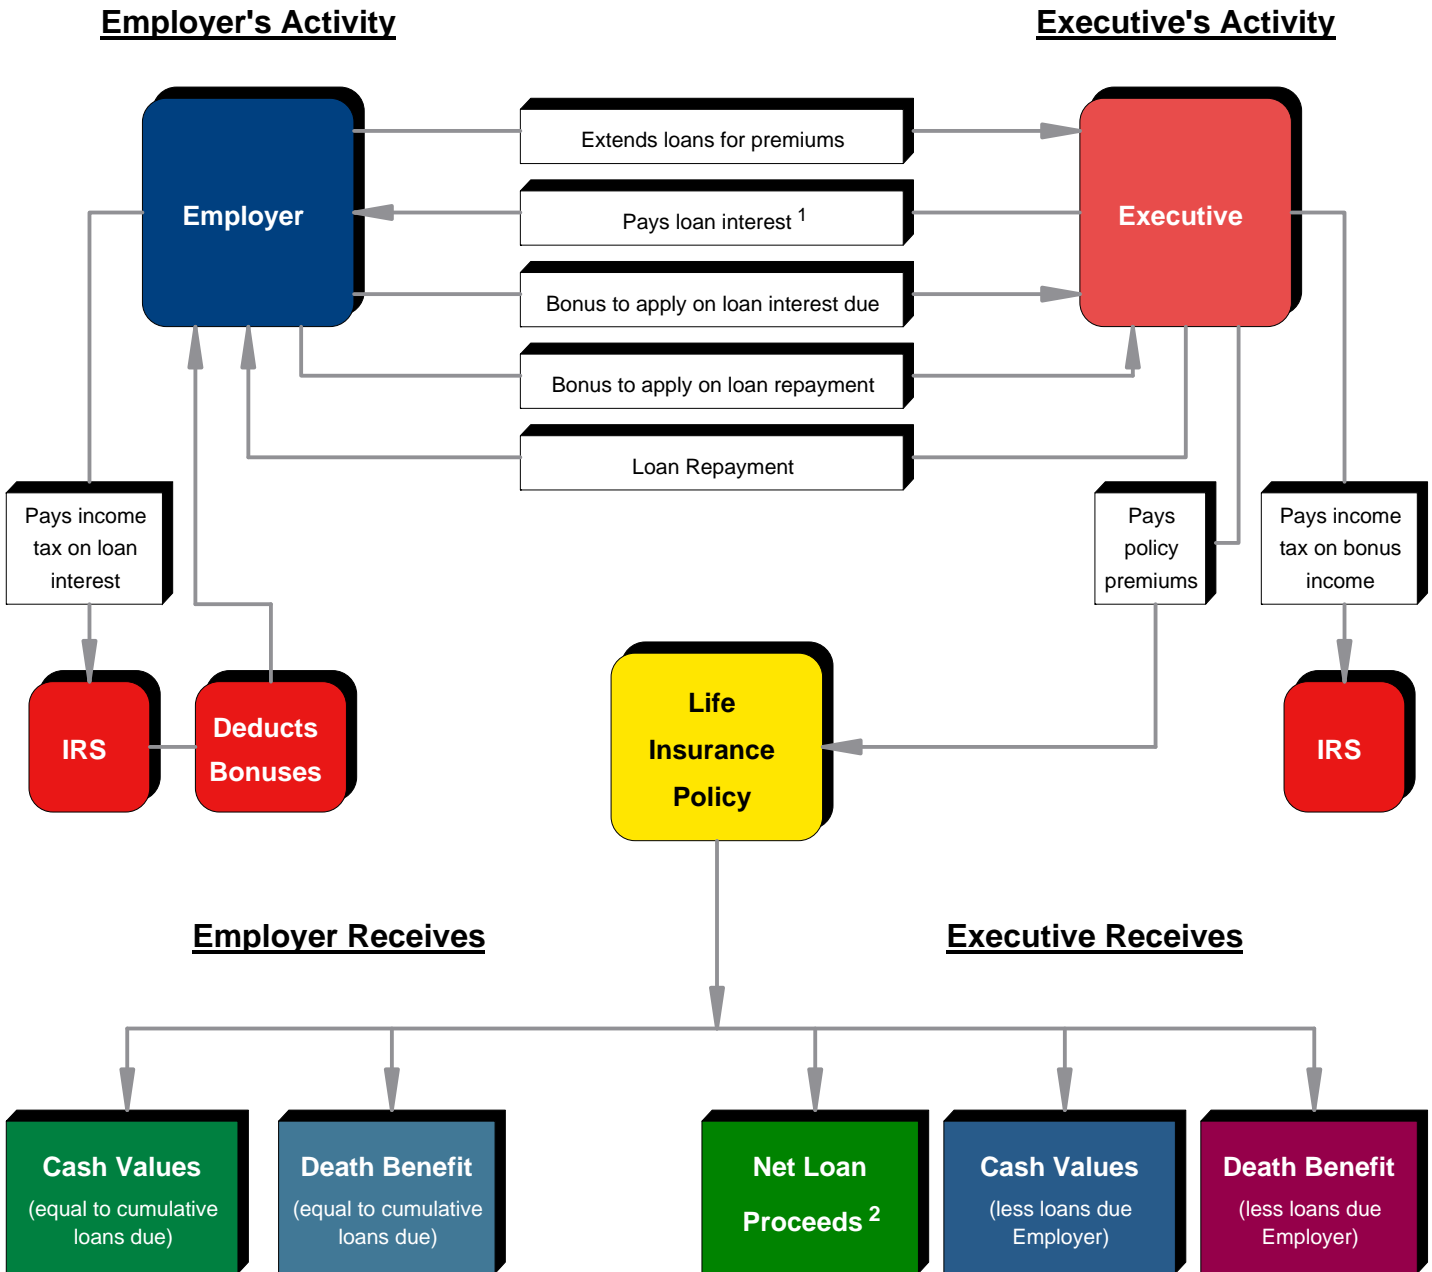 Employer's Activity
Executive's Activity
Employer
Extends loans for premiums
Executive
Pays loan interest 1
Bonus to apply on loan interest due
Bonus to apply on loan repayment
Loan Repayment
Pays income
tax on loan
interest
Pays
policy
premiums
Pays income
tax on bonus
income
IRS
Deducts
Bonuses
Life
Insurance
Policy
IRS
Employer Receives
Executive Receives
Cash Values
(equal to cumulative
loans due)
Death Benefit
(equal to cumulative
loans due)
Net Loan
Proceeds 2
Cash Values
(less loans due
Employer)
Death Benefit
(less loans due
Employer)